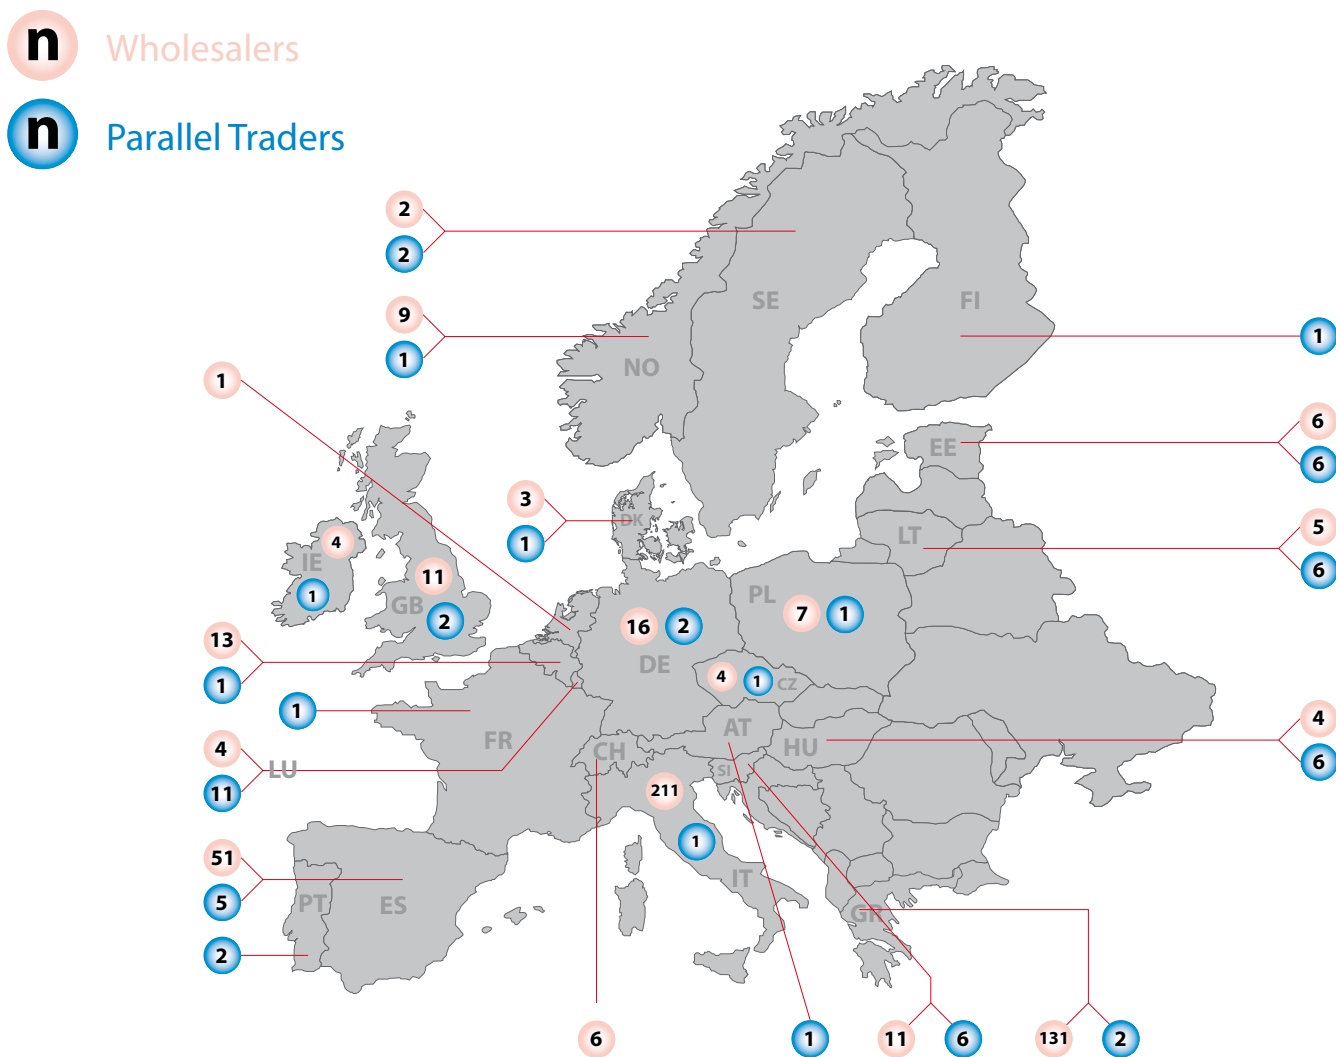 n Wholesalers
n Parallel Traders
2
2
SE
FI
9
1
NO
1
1
6
EE
6
3
DK
1
5
LT
6
4
IE
1
11
GB
2
16
2
DE
PL
7
1
4
1
CZ
13
1
1
FR
4
LU
11
CH
AT
HU
SI
4
6
211
1
IT
51
5
PT
ES
2
GR
6
1
11
6
131
2